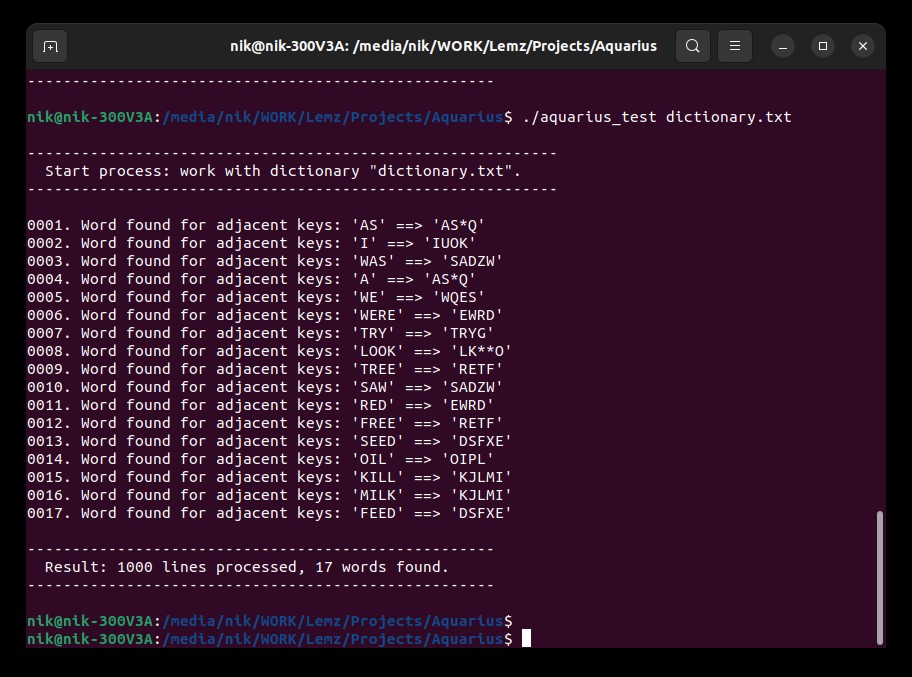 nik@nik-300V3A: /media/nik/WORK/Lemz/Projects/Aquarius
----------------------------------------------------
nik@nik-300V3A:/media/nik/WORK/Lemz/Projects/Aquarius$ ./aquarius_test dictionary.txt
-----------------------------------------------------------
Start process: work with dictionary "dictionary.txt".
-----------------------------------------------------------
0001. Word found for adjacent keys: 'AS' ==> 'AS*Q'
0002. Word found for adjacent keys: 'I' ==> 'IUOK'
0003. Word found for adjacent keys: 'WAS' ==> 'SADZW'
0004. Word found for adjacent keys: 'A' ==> 'AS*Q'
0005. Word found for adjacent keys: 'WE' ==> 'WQES'
0006. Word found for adjacent keys: 'WERE' ==> 'EWRD'
0007. Word found for adjacent keys: 'TRY' ==> 'TRYG'
0008. Word found for adjacent keys: 'LOOK' ==> 'LK**O'
0009. Word found for adjacent keys: 'TREE' ==> 'RETF'
0010. Word found for adjacent keys: 'SAW' ==> 'SADZW'
0011. Word found for adjacent keys: 'RED' ==> 'EWRD'
0012. Word found for adjacent keys: 'FREE' ==> 'RETF'
0013. Word found for adjacent keys: 'SEED' ==> 'DSFXE'
0014. Word found for adjacent keys: 'OIL' ==> 'OIPL'
0015. Word found for adjacent keys: 'KILL' ==> 'KJLMI'
0016. Word found for adjacent keys: 'MILK' ==> 'KJLMI'
0017. Word found for adjacent keys: 'FEED' ==> 'DSFXE'
----------------------------------------------------
Result: 1000 lines processed, 17 words found.
----------------------------------------------------
nik@nik-300V3A:/media/nik/WORK/Lemz/Projects/Aquarius$
nik@nik-300V3A:/media/nik/WORK/Lemz/Projects/Aquarius$